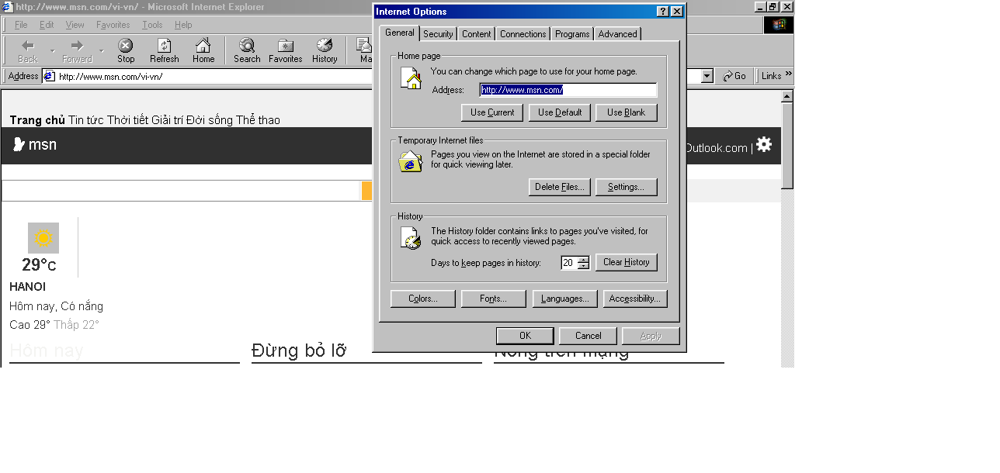 http://www.msn.com/vi-vn/ - Microsoft Internet Explorer
File Edit View Favorites Tools Help
Back Forward Stop Refresh Home Search Favorites History
Address http://www.msn.com/vi-vn/ Go Links »
Trang chủ Tin tức Thời tiết Giải trí Đời sống Thể thao
msn
Outlook.com |
29°C
HANOI
Hôm nay, Có nắng
Cao 29° Thấp 22°
Hôm nay
Đừng bỏ lỡ
Nóng trên mạng
Internet Options
General Security Content Connections Programs Advanced
Home page
You can change which page to use for your home page.
Address: http://www.msn.com/
Use Current Use Default Use Blank
Temporary Internet files
Pages you view on the Internet are stored in a special folder
for quick viewing later.
Delete Files... Settings...
History
The History folder contains links to pages you've visited, for
quick access to recently viewed pages.
Days to keep pages in history: 20 Clear History
Colors... Fonts... Languages... Accessibility...
OK Cancel Apply